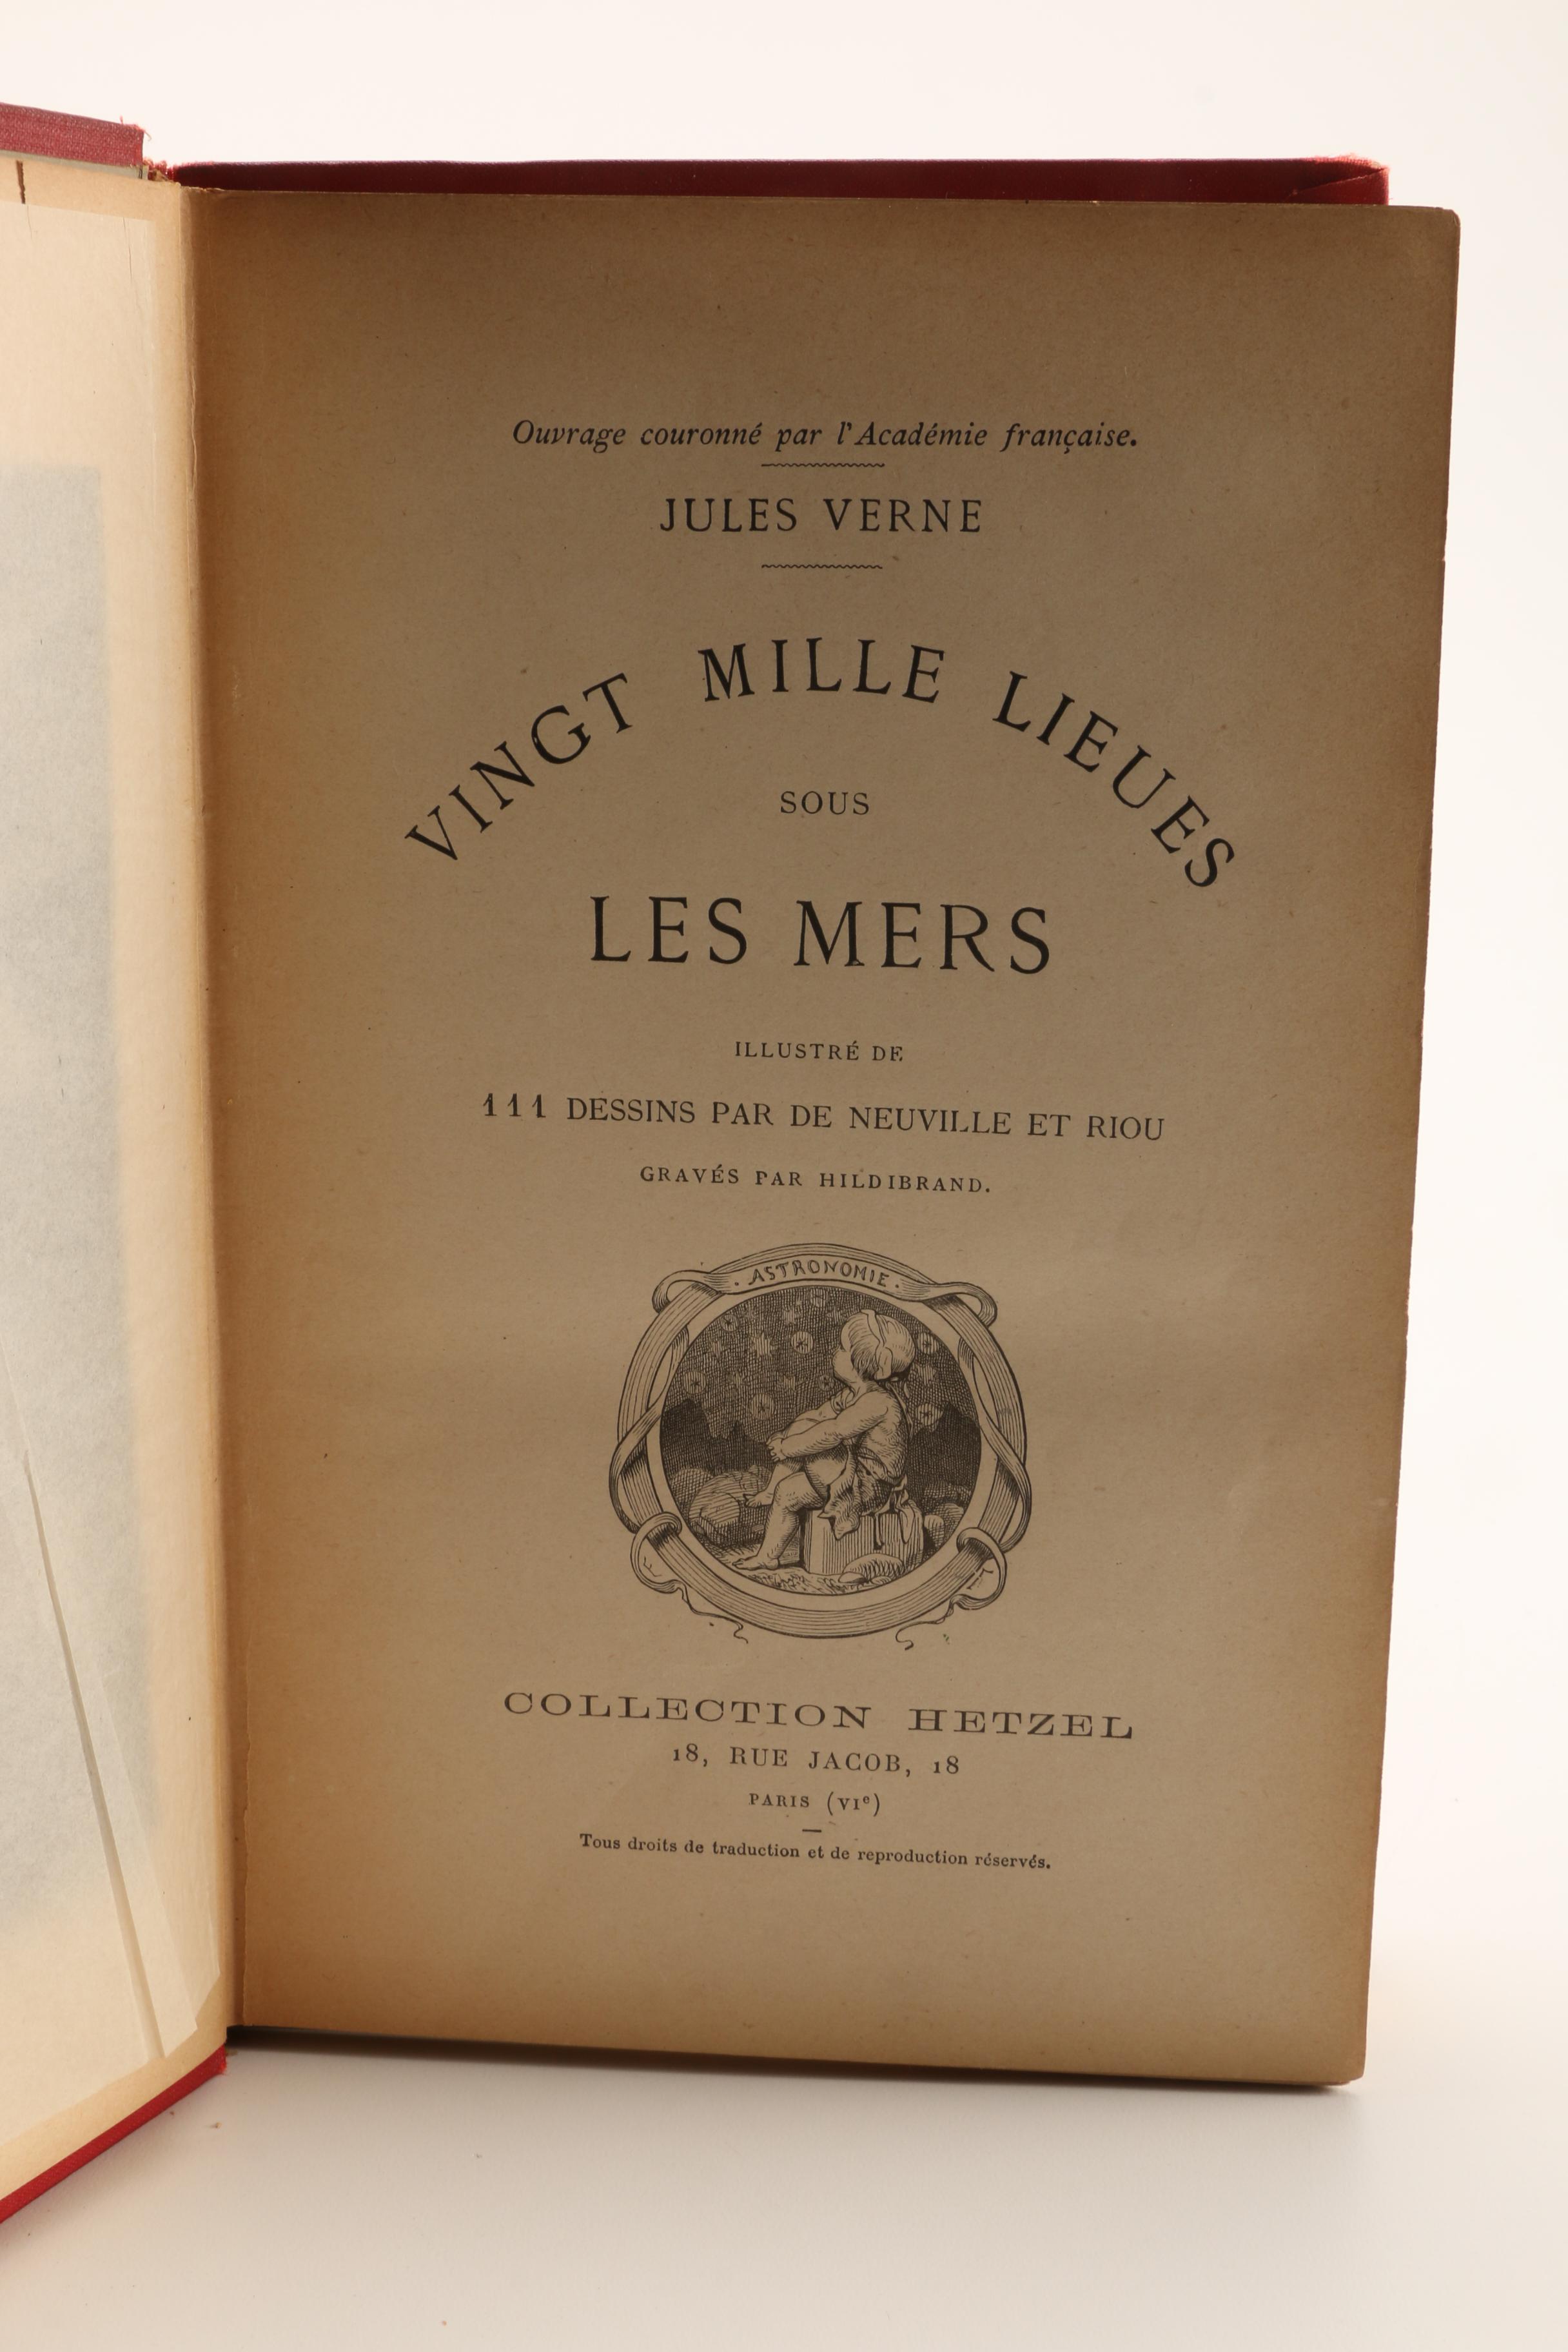 Ouvrage couronné par l'Académie française.
JULES VERNE
VINGT MILLE LIEUES
SOUS
LES MERS
ILLUSTRÉ DE
111 DESSINS PAR DE NEUVILLE ET RIOU
GRAVÉS PAR HILDIBRAND.
· ASTRONOMIE ·
COLLECTION HETZEL
18, RUE JACOB, 18
PARIS (VIe)
Tous droits de traduction et de reproduction réservés.